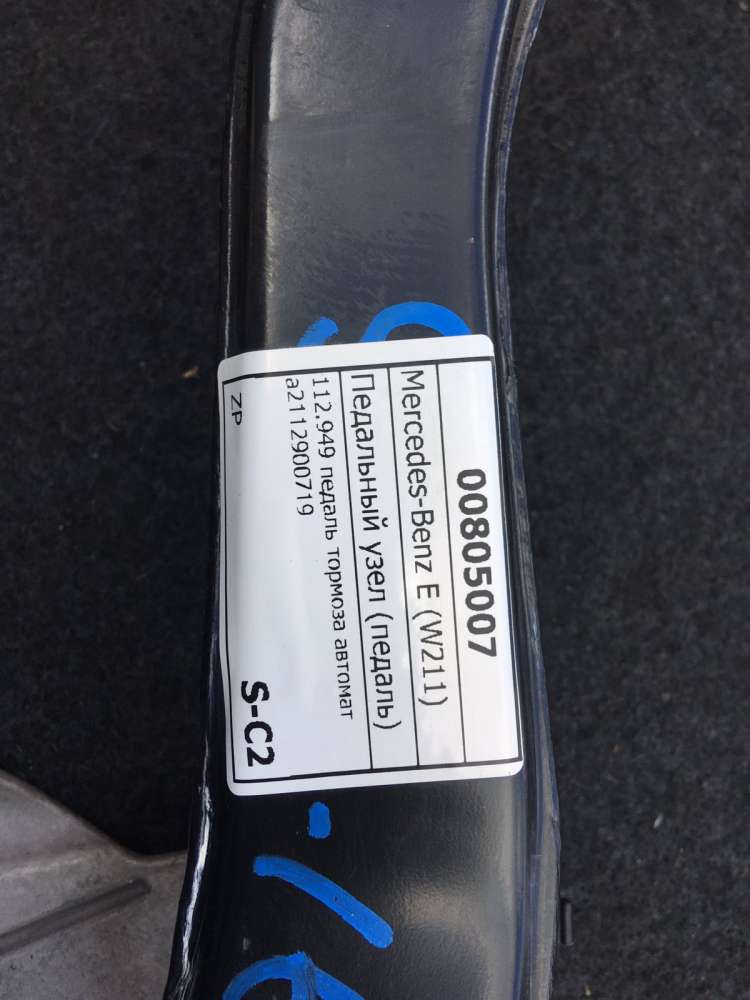 00805007
Mercedes-Benz E (W211)
Педальный узел (педаль)
112.949 педаль тормоза автомат
a2112900719
ZP
S-C2